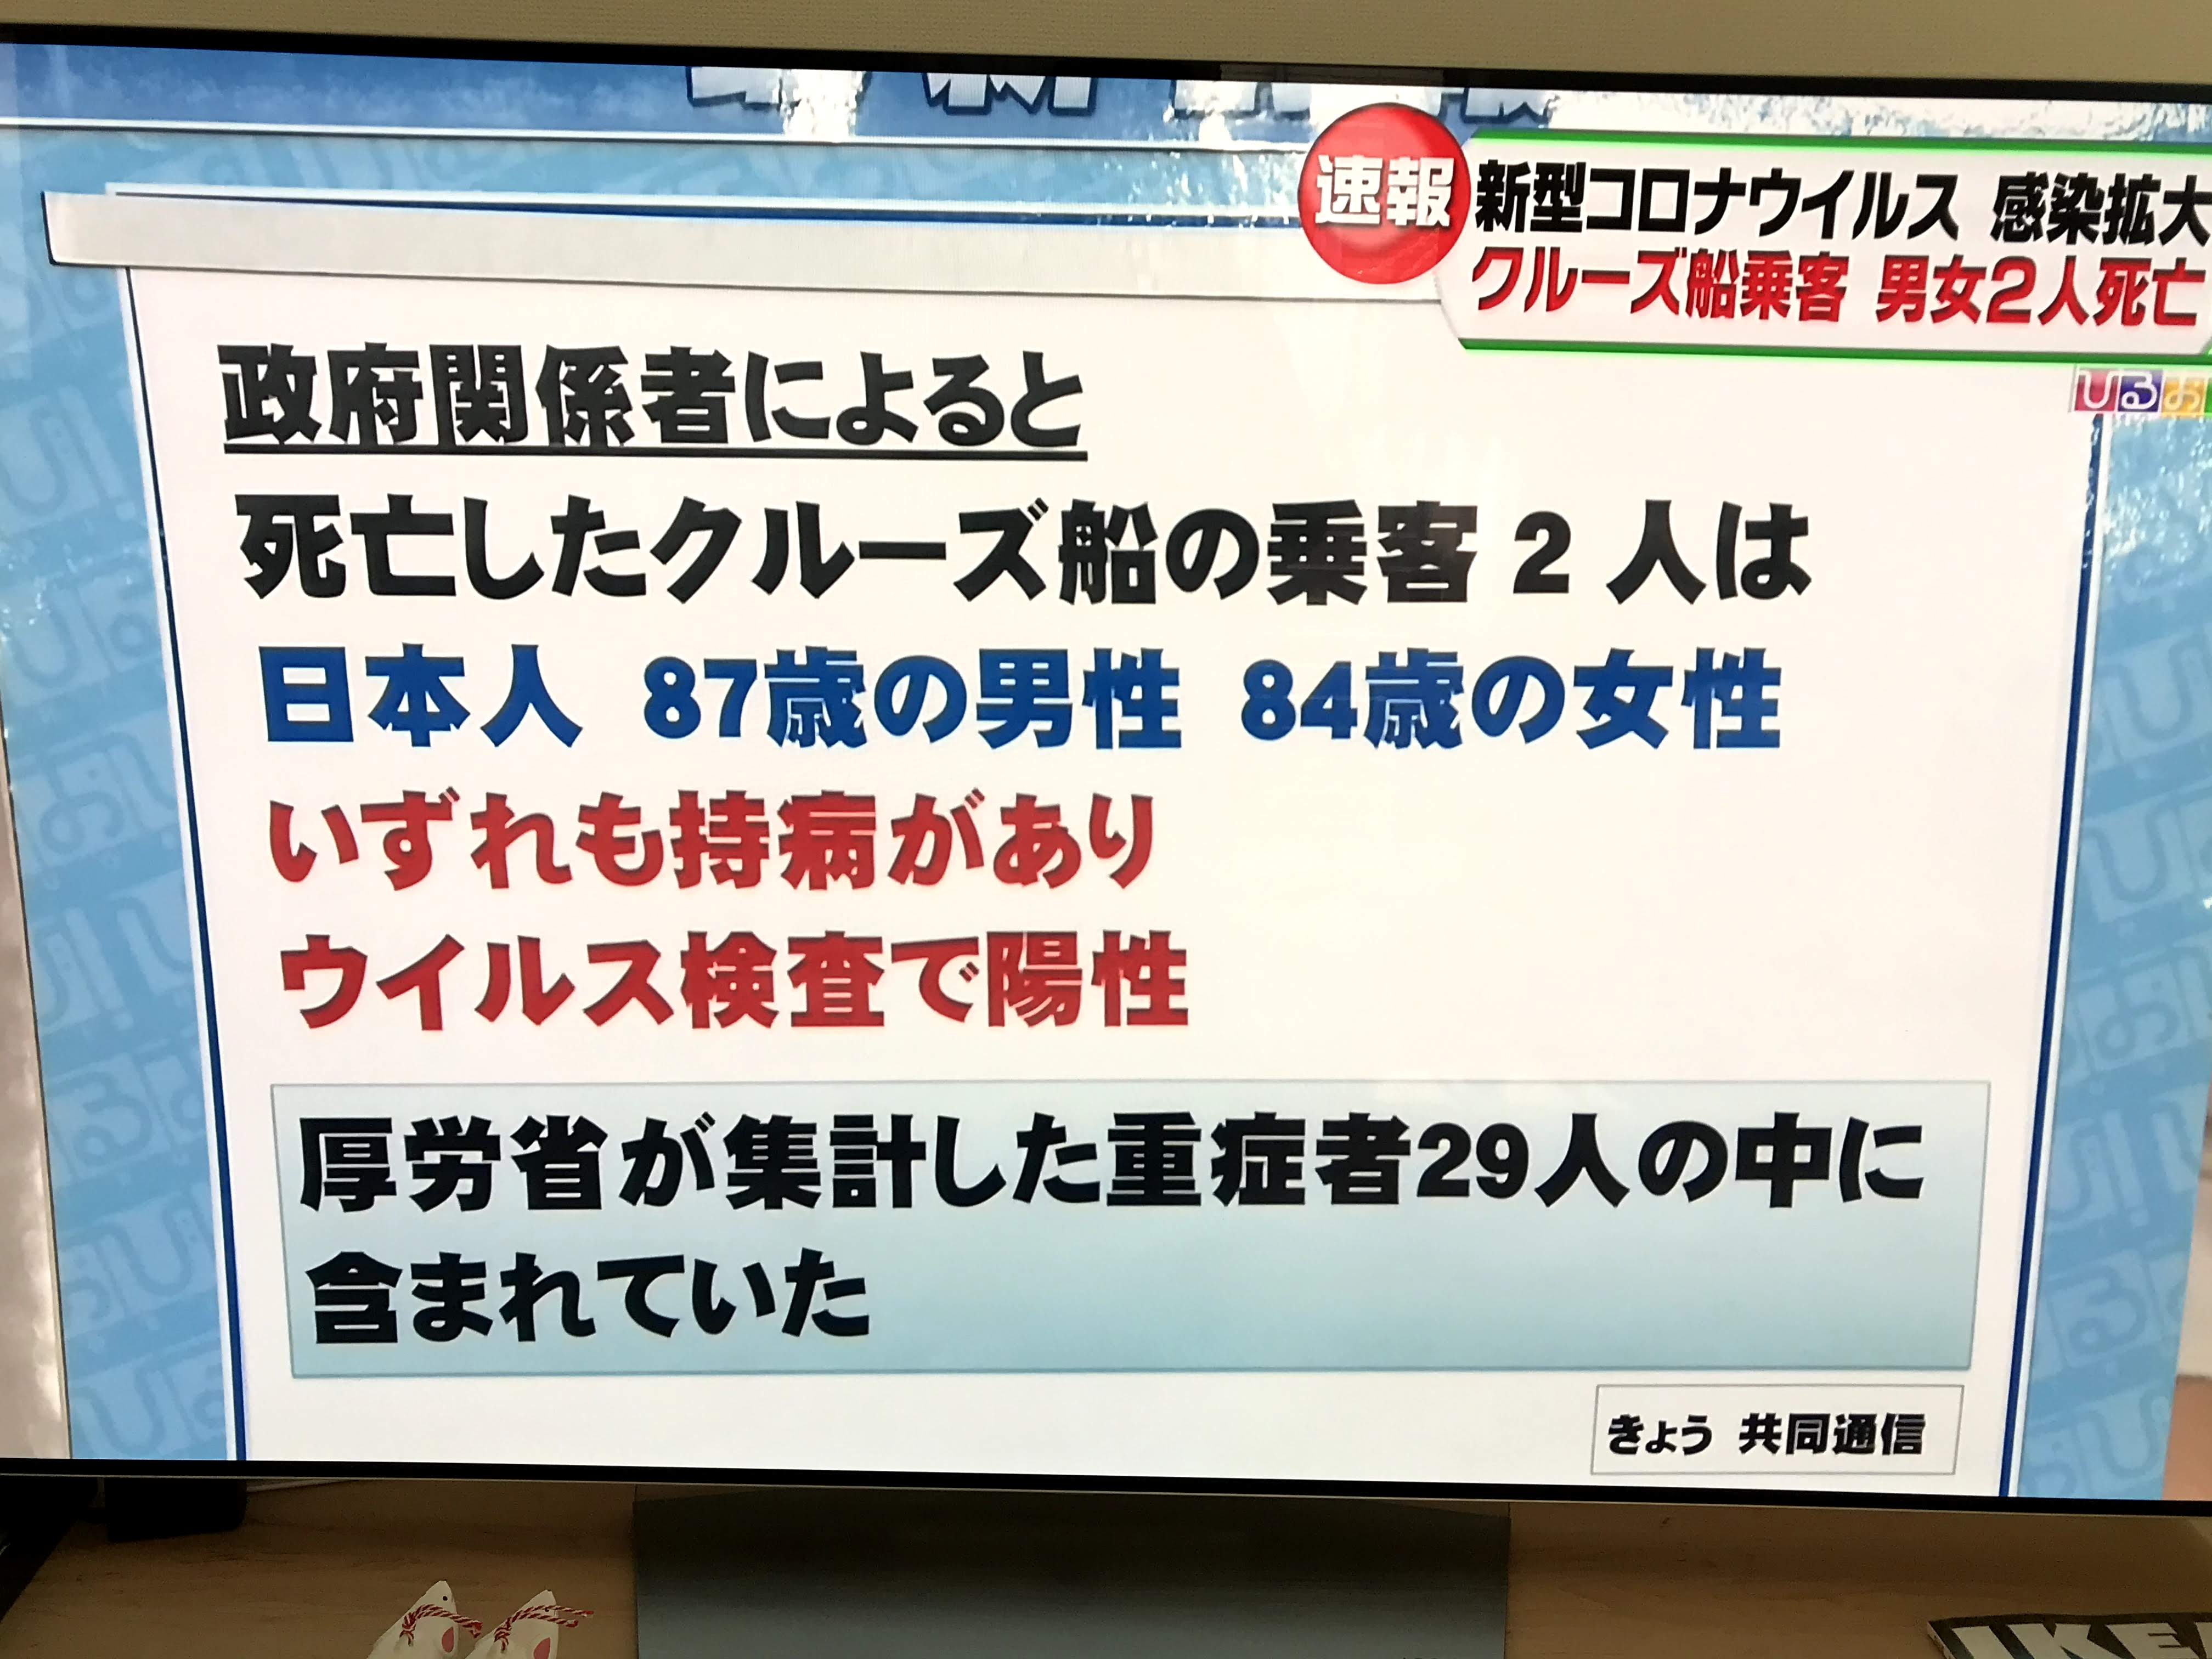 速報
新型コロナウイルス 感染拡大
クルーズ船乗客 男女2人死亡
ひるお
政府関係者によると
死亡したクルーズ船の乗客 2 人は
日本人 87歳の男性 84歳の女性
いずれも持病があり
ウイルス検査で陽性
厚労省が集計した重症者29人の中に
含まれていた
きょう 共同通信
IKE